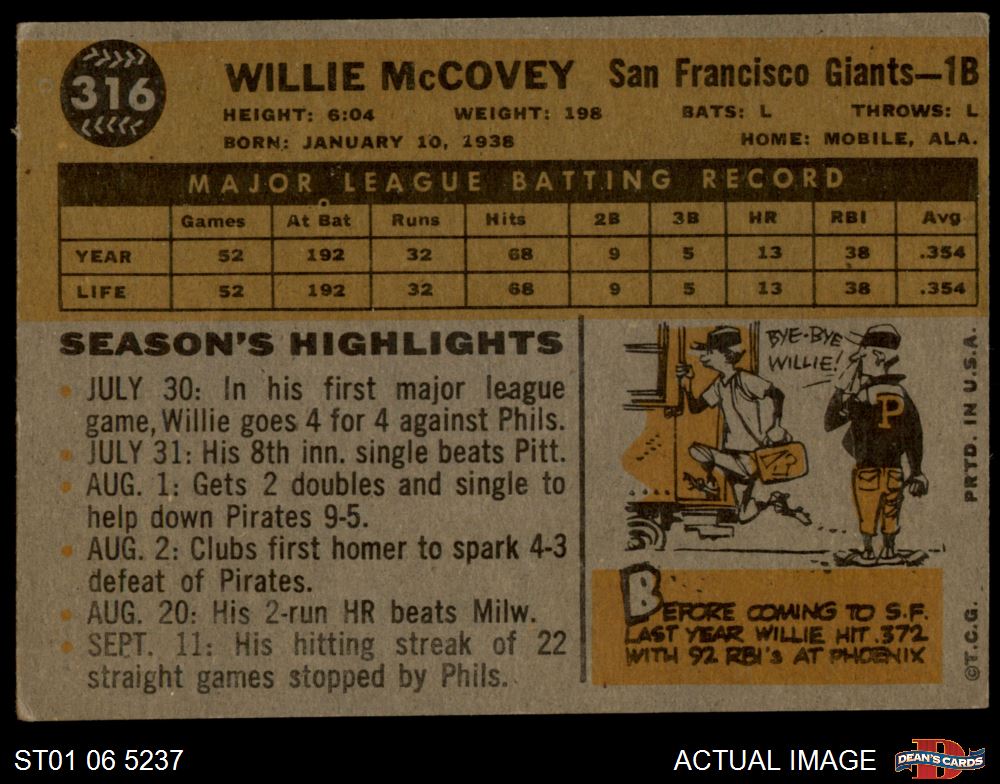 316
WILLIE McCOVEY San Francisco Giants—1B
HEIGHT: 6:04 WEIGHT: 198 BATS: L THROWS: L
BORN: JANUARY 10, 1938 HOME: MOBILE, ALA.
MAJOR LEAGUE BATTING RECORD
Games At Bat Runs Hits 2B 3B HR RBI Avg
YEAR 52 192 32 68 9 5 13 38 .354
LIFE 52 192 32 68 9 5 13 38 .354
SEASON'S HIGHLIGHTS
• JULY 30: In his first major league
game, Willie goes 4 for 4 against Phils.
• JULY 31: His 8th inn. single beats Pitt.
• AUG. 1: Gets 2 doubles and single to
help down Pirates 9-5.
• AUG. 2: Clubs first homer to spark 4-3
defeat of Pirates.
• AUG. 20: His 2-run HR beats Milw.
• SEPT. 11: His hitting streak of 22
straight games stopped by Phils.
BYE-BYE
WILLIE!
P
BEFORE COMING TO S.F.
LAST YEAR WILLIE HIT .372
WITH 92 RBI's AT PHOENIX
PRTD. IN U.S.A.
©T.C.G.
ST01 06 5237
ACTUAL IMAGE
D
DEAN'S CARDS